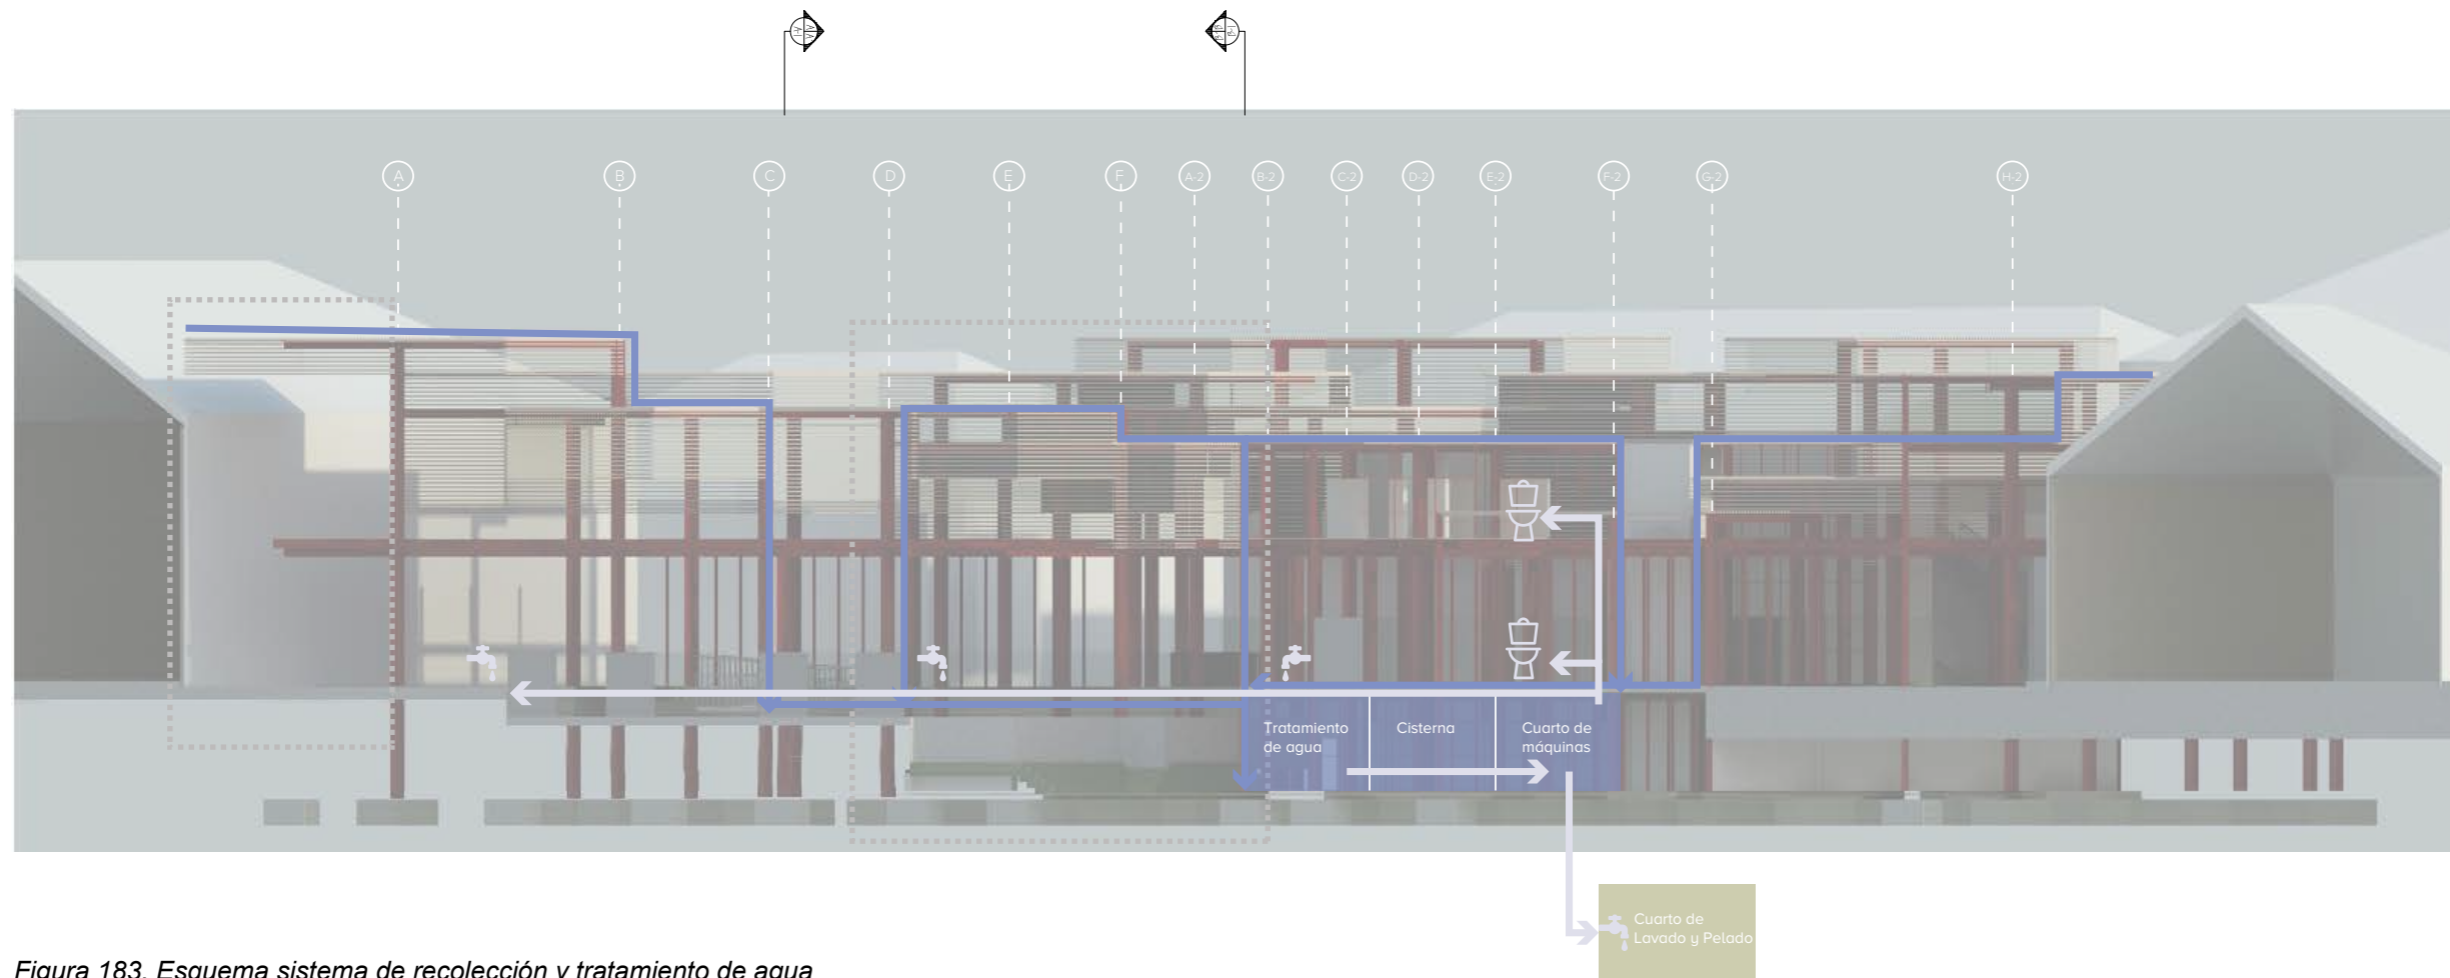 A
B
C
D
E
F
A-2
B-2
C-2
D-2
E-2
F-2
G-2
H-2
Tratamiento
de agua
Cisterna
Cuarto de
máquinas
Cuarto de
Lavado y Pelado
Figura 183. Esquema sistema de recolección y tratamiento de agua